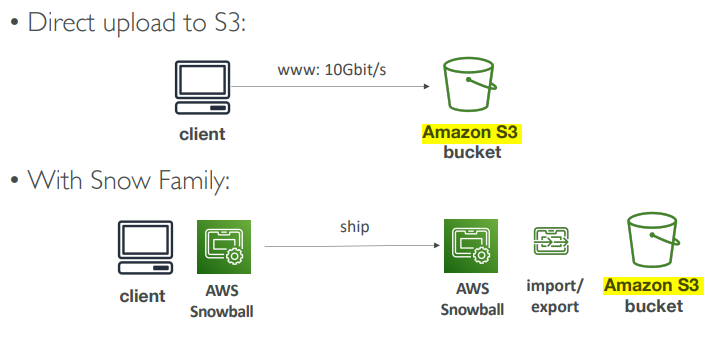 • Direct upload to S3:
www: 10Gbit/s
client
Amazon S3
bucket
• With Snow Family:
ship
client
AWS
Snowball
AWS
Snowball
import/
export
Amazon S3
bucket